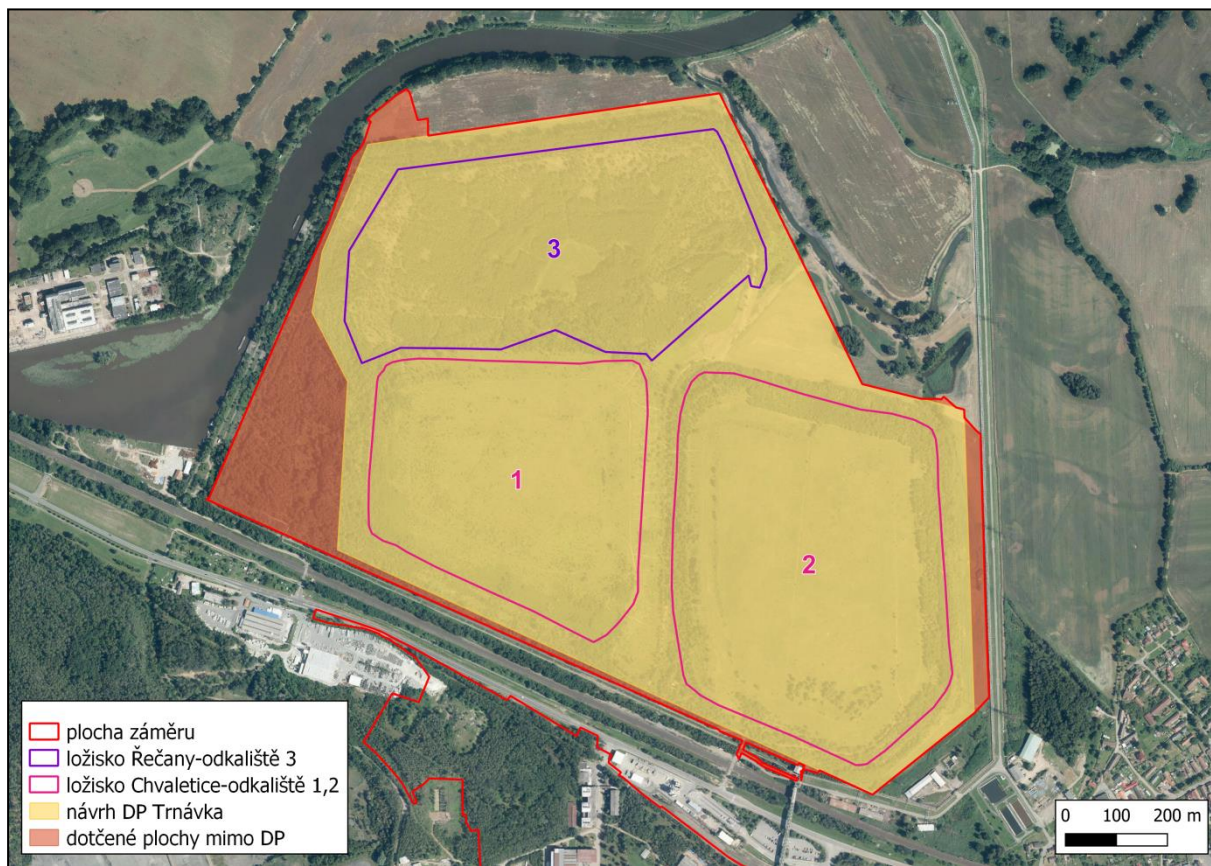 3
1
2
plocha záměru
ložisko Řečany-odkaliště 3
ložisko Chvaletice-odkaliště 1,2
návrh DP Trnávka
dotčené plochy mimo DP
0 100 200 m